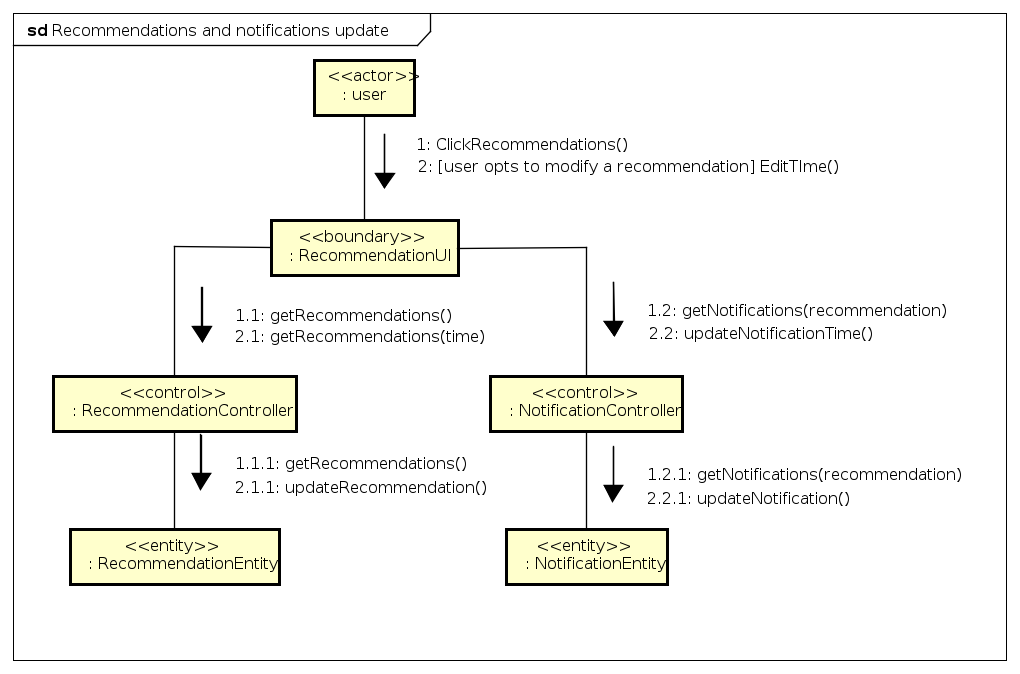 sd Recommendations and notifications update
<<actor>>
: user
1: ClickRecommendations()
2: [user opts to modify a recommendation] EditTIme()
<<boundary>>
: RecommendationUI
1.1: getRecommendations()
2.1: getRecommendations(time)
1.2: getNotifications(recommendation)
2.2: updateNotificationTime()
<<control>>
: RecommendationController
<<control>>
: NotificationController
1.1.1: getRecommendations()
2.1.1: updateRecommendation()
1.2.1: getNotifications(recommendation)
2.2.1: updateNotification()
<<entity>>
: RecommendationEntity
<<entity>>
: NotificationEntity